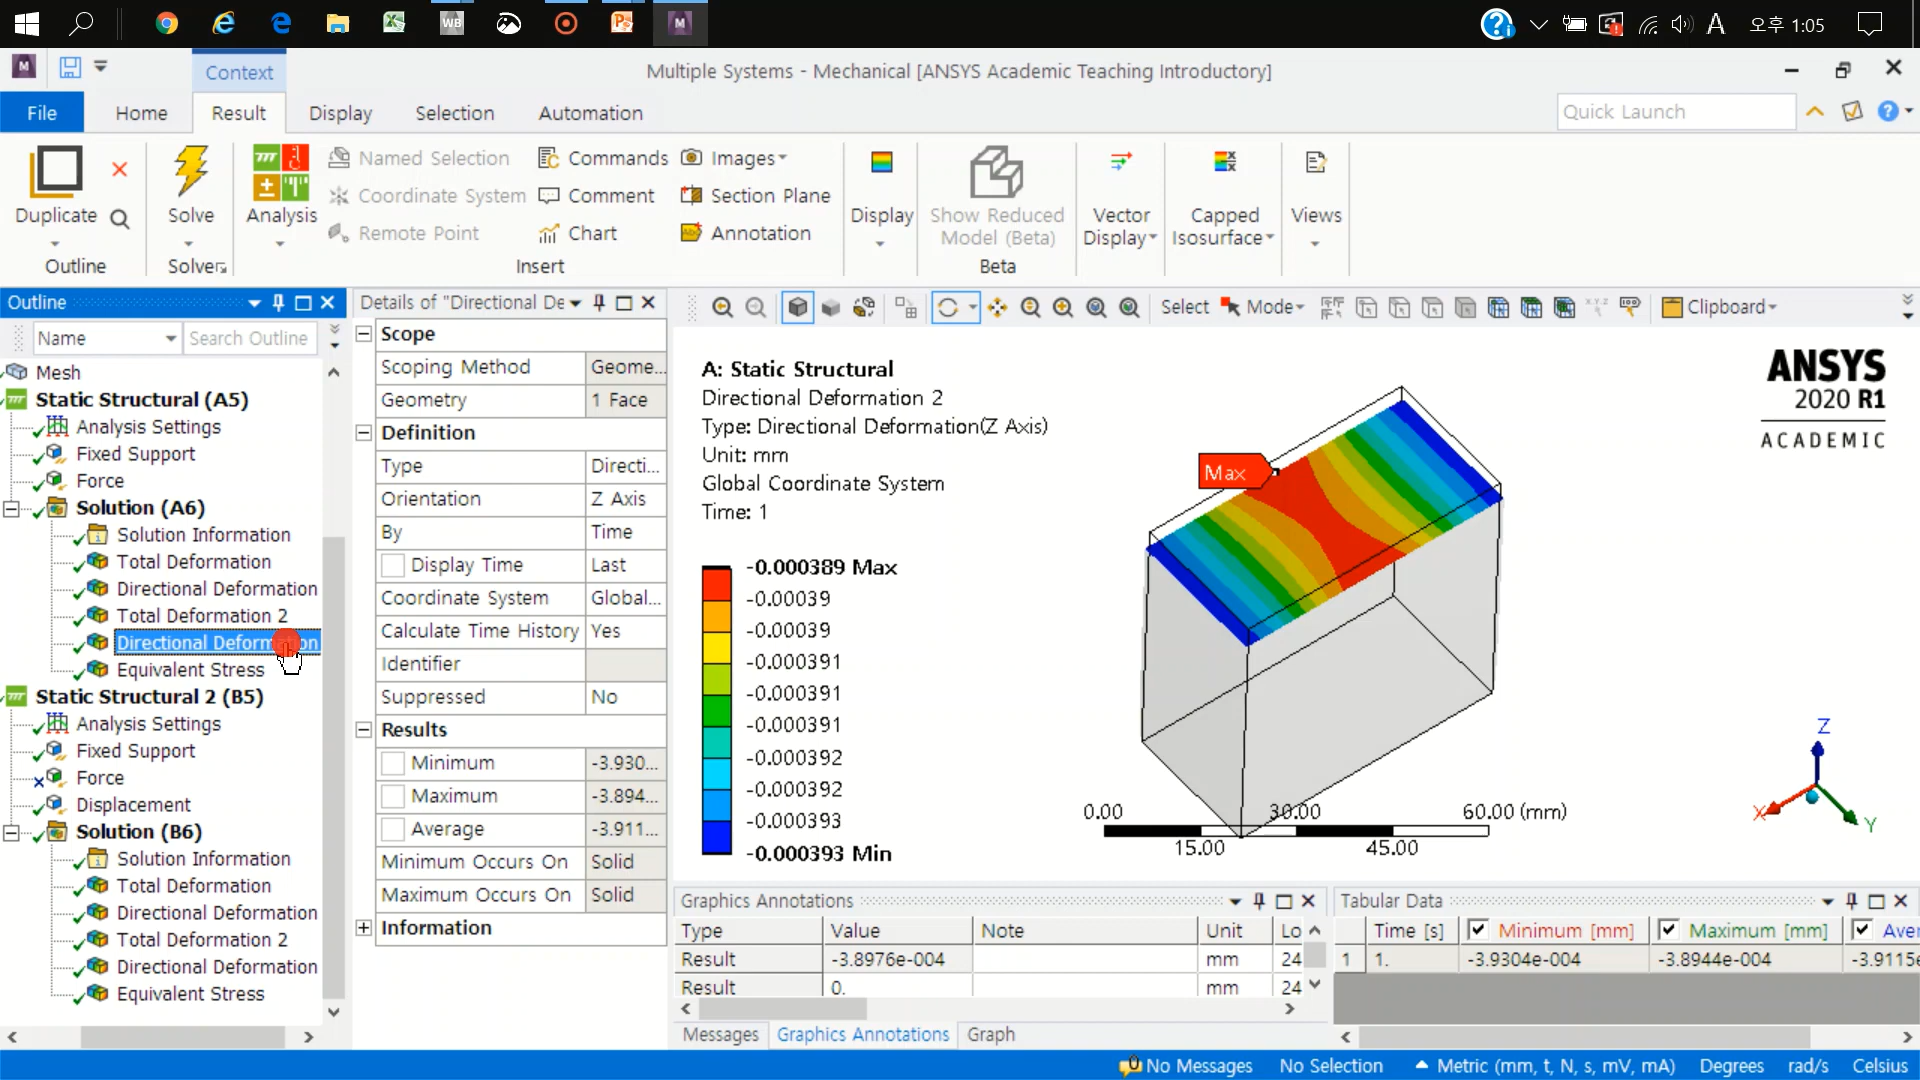 WB
오후 1:05
Context
Multiple Systems - Mechanical [ANSYS Academic Teaching Introductory]
File
Home
Result
Display
Selection
Automation
Quick Launch
Duplicate
Outline
Solve
Solver
Analysis
Named Selection
Coordinate System
Remote Point
Commands
Comment
Chart
Images
Section Plane
Annotation
Insert
Display
Show Reduced
Model (Beta)
Beta
Vector
Display
Capped
Isosurface
Views
Outline
Name
Search Outline
Mesh
Static Structural (A5)
Analysis Settings
Fixed Support
Force
Solution (A6)
Solution Information
Total Deformation
Directional Deformation
Total Deformation 2
Directional Deformation
Equivalent Stress
Static Structural 2 (B5)
Analysis Settings
Fixed Support
Force
Displacement
Solution (B6)
Solution Information
Total Deformation
Directional Deformation
Total Deformation 2
Directional Deformation
Equivalent Stress
Details of "Directional De
Scope
Scoping Method Geome...
Geometry 1 Face
Definition
Type Directi...
Orientation Z Axis
By Time
Display Time Last
Coordinate System Global...
Calculate Time History Yes
Identifier
Suppressed No
Results
Minimum -3.930...
Maximum -3.894...
Average -3.911...
Minimum Occurs On Solid
Maximum Occurs On Solid
Information
Select
Mode
Clipboard
A: Static Structural
Directional Deformation 2
Type: Directional Deformation(Z Axis)
Unit: mm
Global Coordinate System
Time: 1
-0.000389 Max
-0.00039
-0.00039
-0.000391
-0.000391
-0.000391
-0.000392
-0.000392
-0.000393
-0.000393 Min
Max
ANSYS
2020 R1
ACADEMIC
0.00 30.00 60.00 (mm)
15.00 45.00
Z
X
Y
Graphics Annotations
Type Value Note Unit Lo
Result -3.8976e-004 mm 24
Result 0. mm 24
Messages Graphics Annotations Graph
Tabular Data
Time [s] Minimum [mm] Maximum [mm] Aver
1 1. -3.9304e-004 -3.8944e-004 -3.9115e
No Messages No Selection Metric (mm, t, N, s, mV, mA) Degrees rad/s Celsius